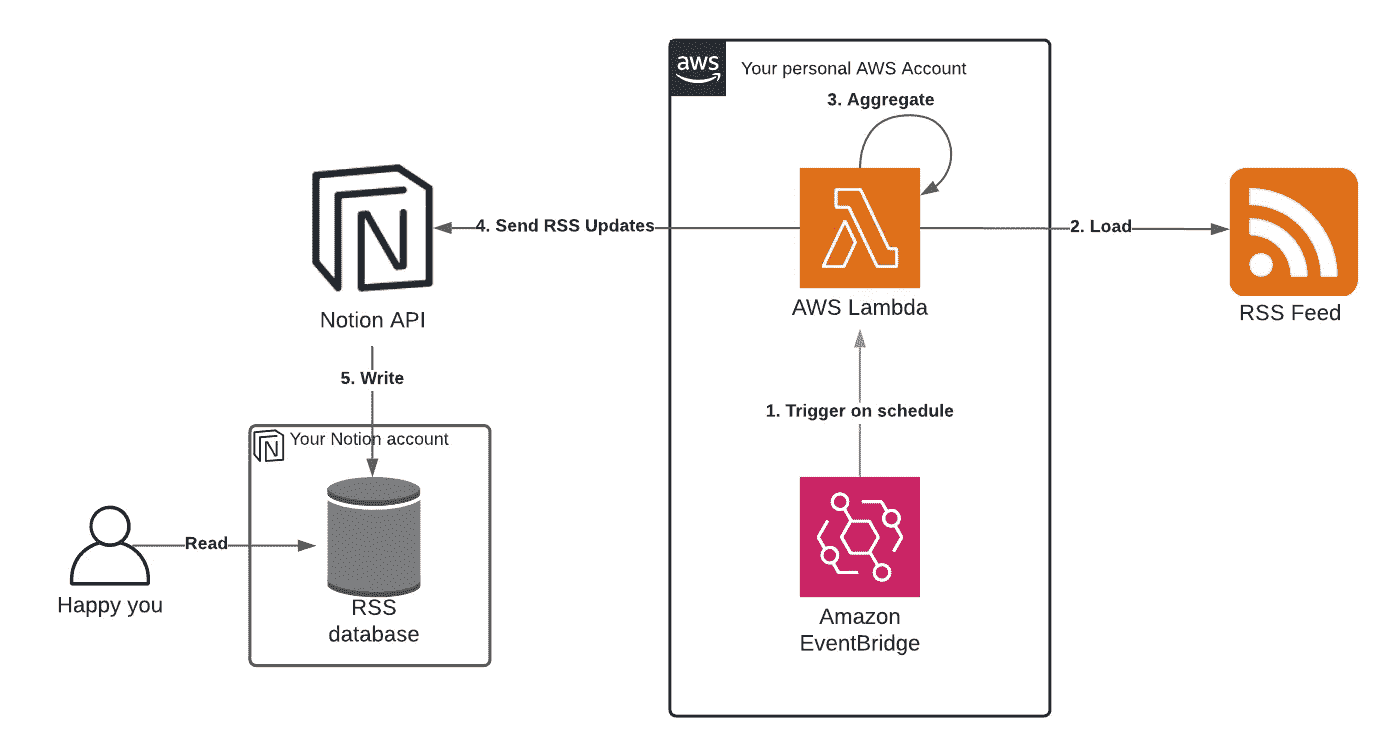 aws
Your personal AWS Account
3. Aggregate
4. Send RSS Updates
2. Load
N
Notion API
AWS Lambda
RSS Feed
5. Write
1. Trigger on schedule
N
Your Notion account
Read
Happy you
RSS
database
Amazon
EventBridge